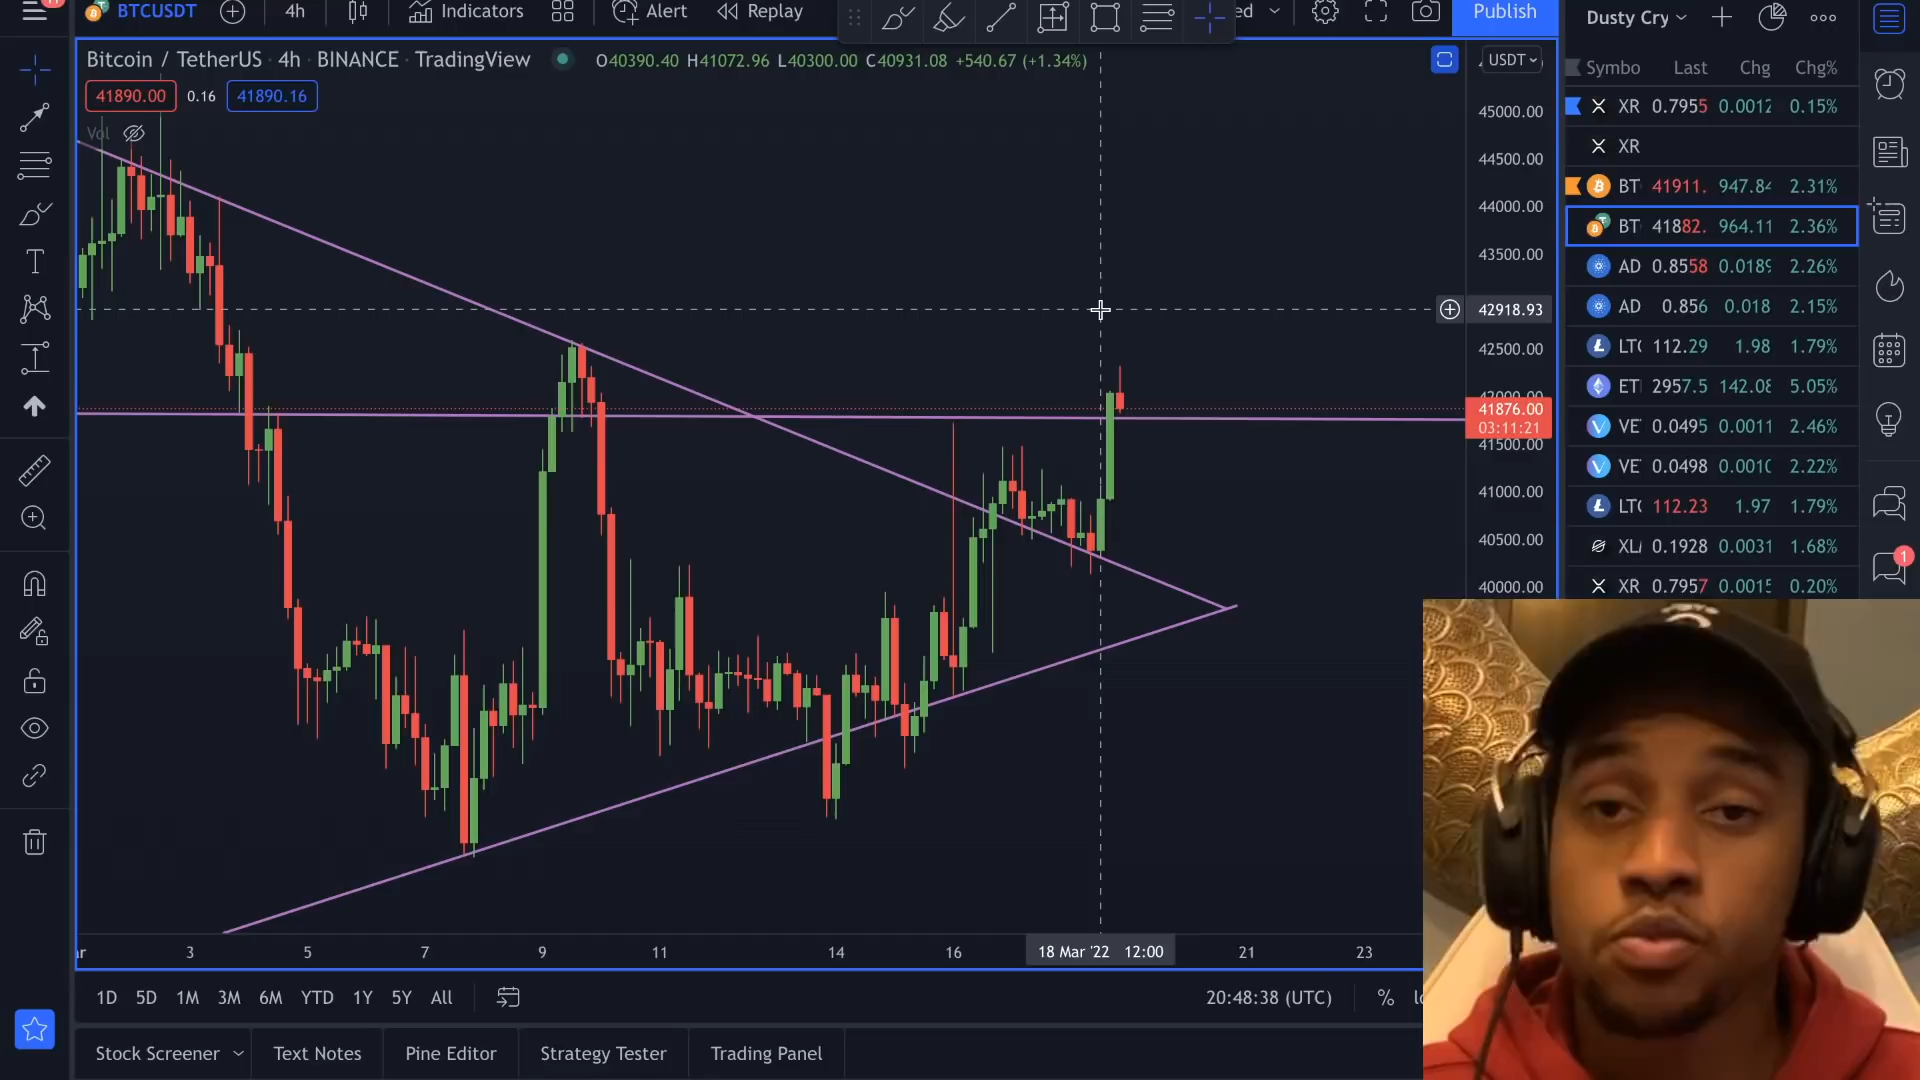 11
BTCUSDT 4h Indicators Alert Replay ed Publish
Bitcoin / TetherUS · 4h · BINANCE · TradingView O40390.40 H41072.96 L40300.00 C40931.08 +540.67 (+1.34%)
41890.00 0.16 41890.16
Vol
USDT
45000.00
44500.00
44000.00
43500.00
42918.93
42500.00
42000.00
41876.00
03:11:21
41500.00
41000.00
40500.00
40000.00
3 5 7 9 11 14 16 18 Mar '22 12:00 21 23
1D 5D 1M 3M 6M YTD 1Y 5Y All 20:48:38 (UTC) %
Stock Screener Text Notes Pine Editor Strategy Tester Trading Panel
Dusty Cry
Symbo Last Chg Chg%
XR 0.7955 0.0012 0.15%
XR
BT 41911. 947.84 2.31%
BT 41882. 964.11 2.36%
AD 0.8558 0.0189 2.26%
AD 0.856 0.018 2.15%
LT 112.29 1.98 1.79%
ET 2957.5 142.08 5.05%
VE 0.0495 0.0011 2.46%
VE 0.0498 0.0010 2.22%
LT 112.23 1.97 1.79%
XL 0.1928 0.0031 1.68%
XR 0.7957 0.0015 0.20%
1